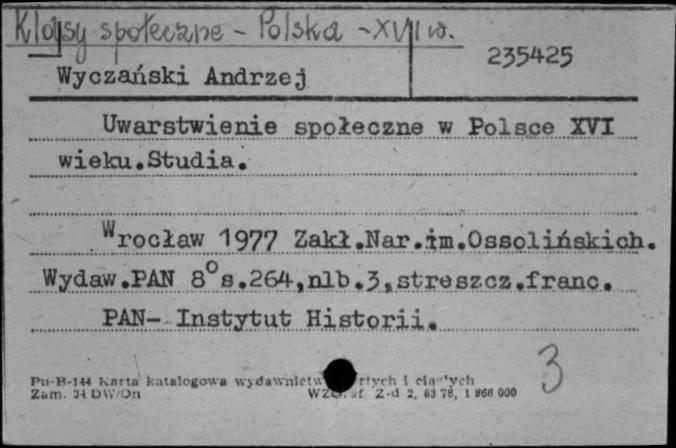 Klasy społeczne - Polska - XVI w.
235425
Wyczański Andrzej
Uwarstwienie społeczne w Polsce XVI
wieku.Studia.
Wrocław 1977 Zakł.Nar.im.Ossolińskich.
Wydaw.PAN 8° s.264,nlb.3,streszcz.franc.
PAN- Instytut Historii.
3
Pu-B-144 Karta katalogowa wydawnictw i ciągłych
Zam. 34 DW/On Z-d 2, 63 78, 1 866 000